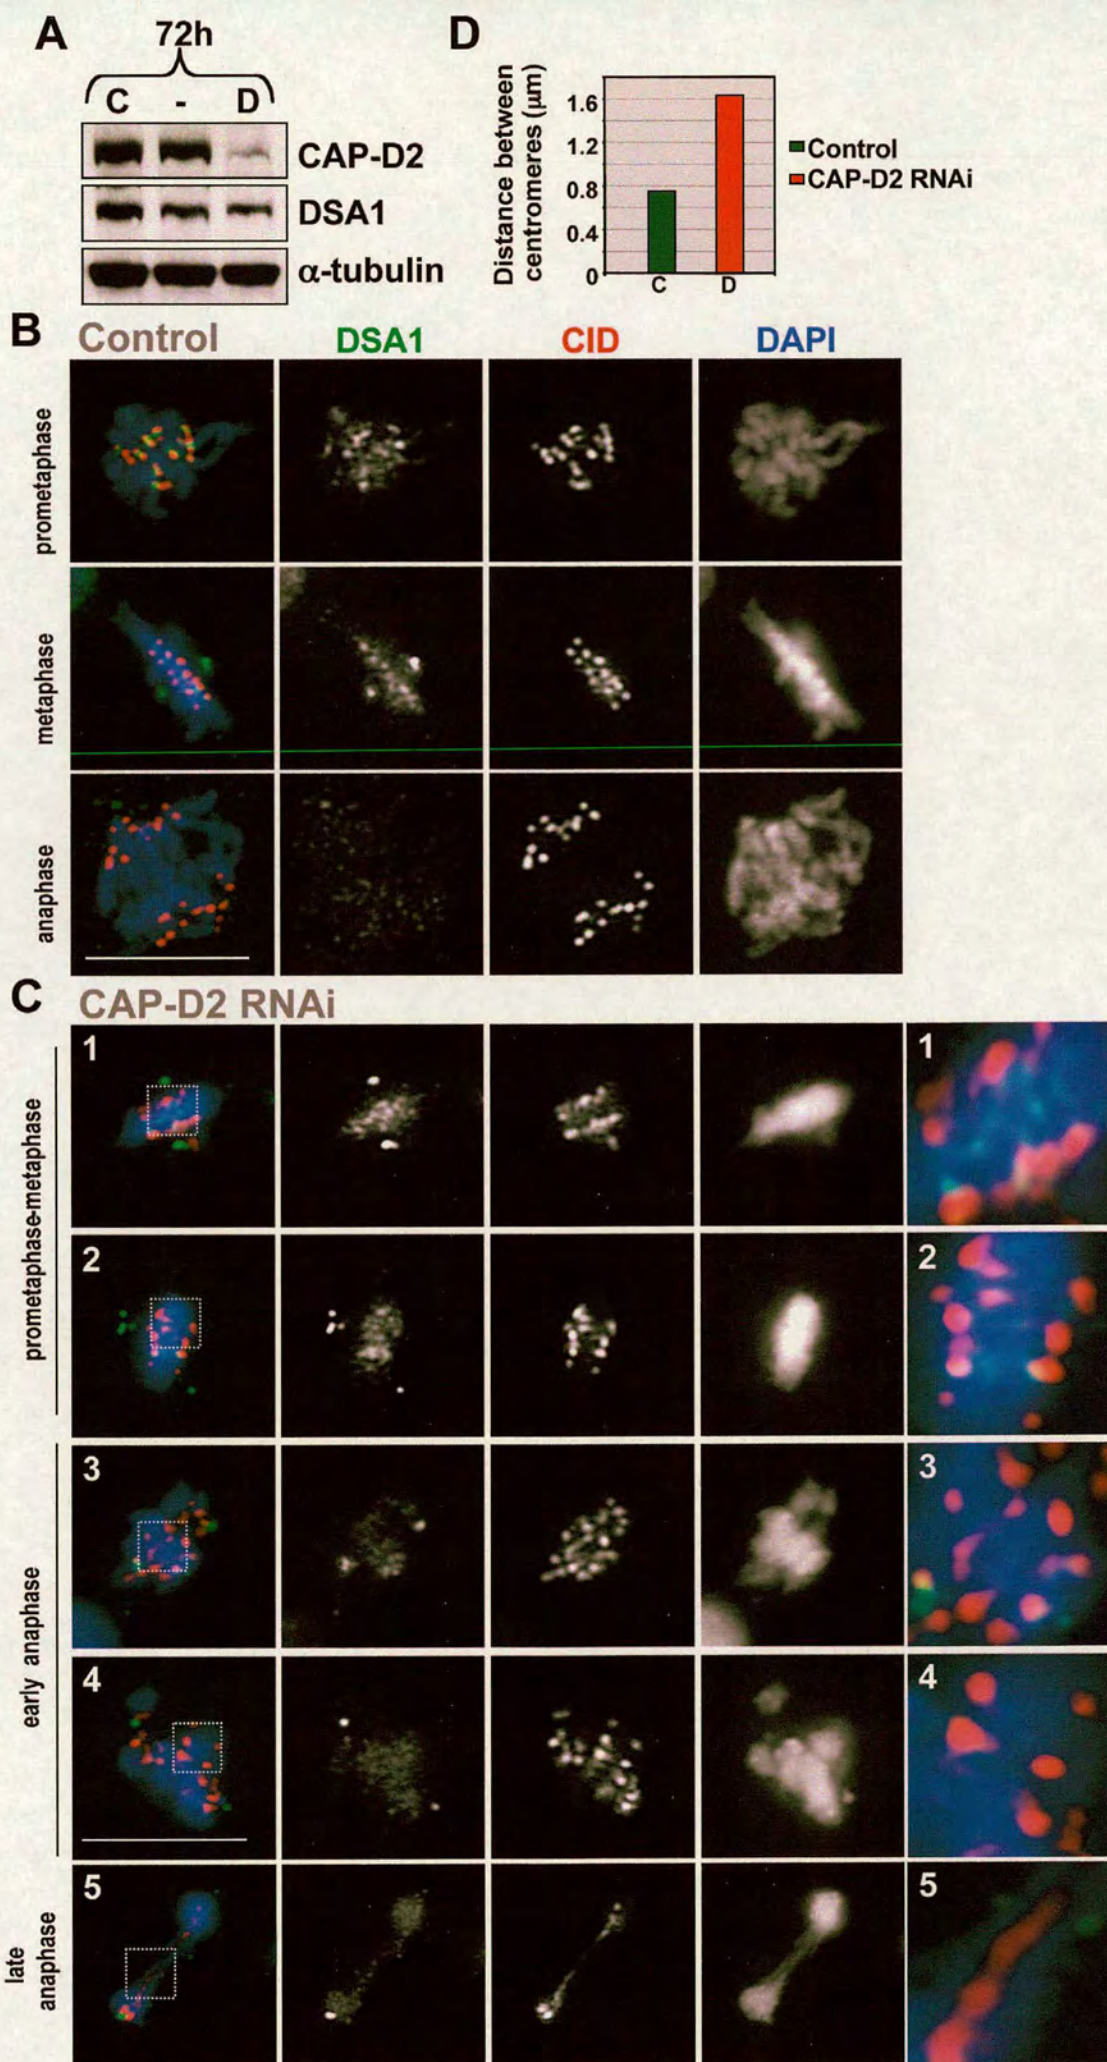 A
72h
C - D
CAP-D2
DSA1
α-tubulin
D
Distance between
centromeres (μm)
1.6
1.2
0.8
0.4
0
C D
Control
CAP-D2 RNAi
B
Control DSA1 CID DAPI
prometaphase
metaphase
anaphase
C
CAP-D2 RNAi
prometaphase-metaphase
1 1
2 2
early anaphase
3 3
4 4
late
anaphase
5 5